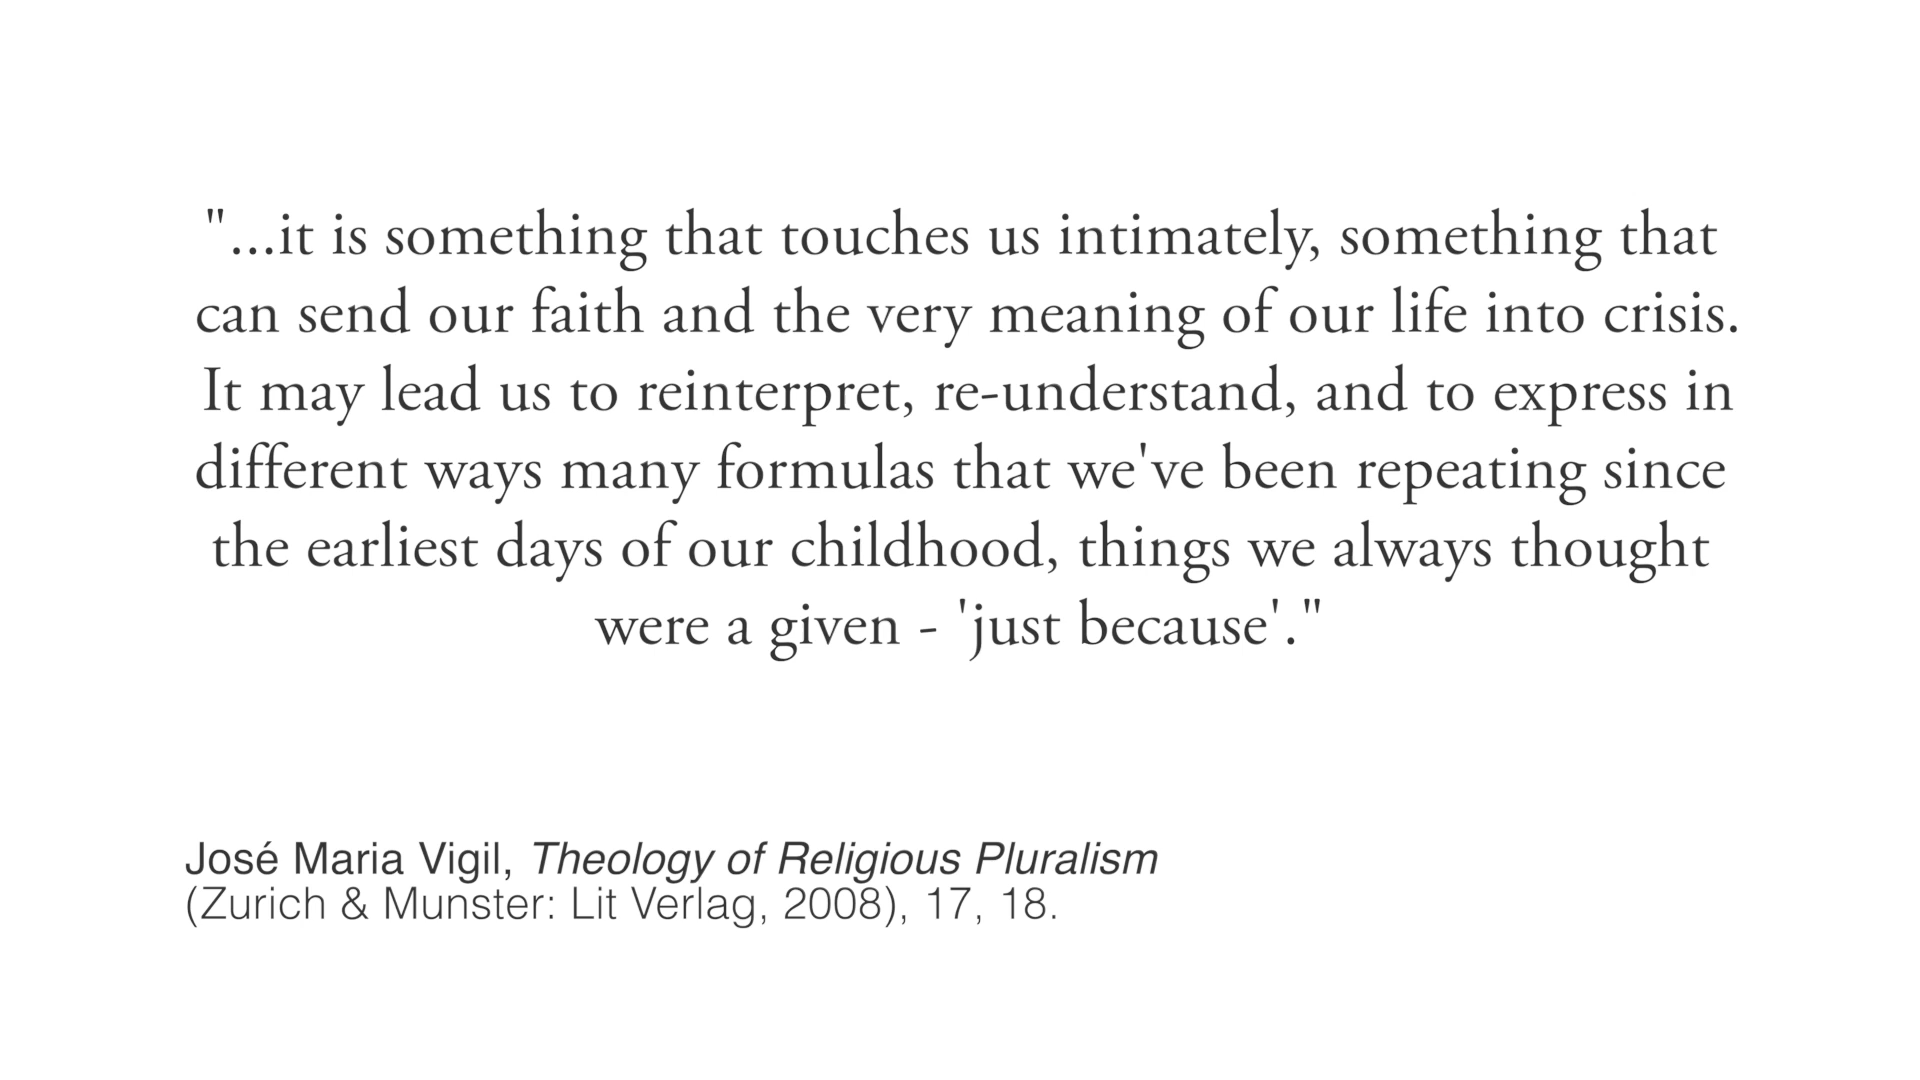 "...it is something that touches us intimately, something that
can send our faith and the very meaning of our life into crisis.
It may lead us to reinterpret, re-understand, and to express in
different ways many formulas that we've been repeating since
the earliest days of our childhood, things we always thought
were a given - 'just because'."
José Maria Vigil, Theology of Religious Pluralism
(Zurich & Munster: Lit Verlag, 2008), 17, 18.